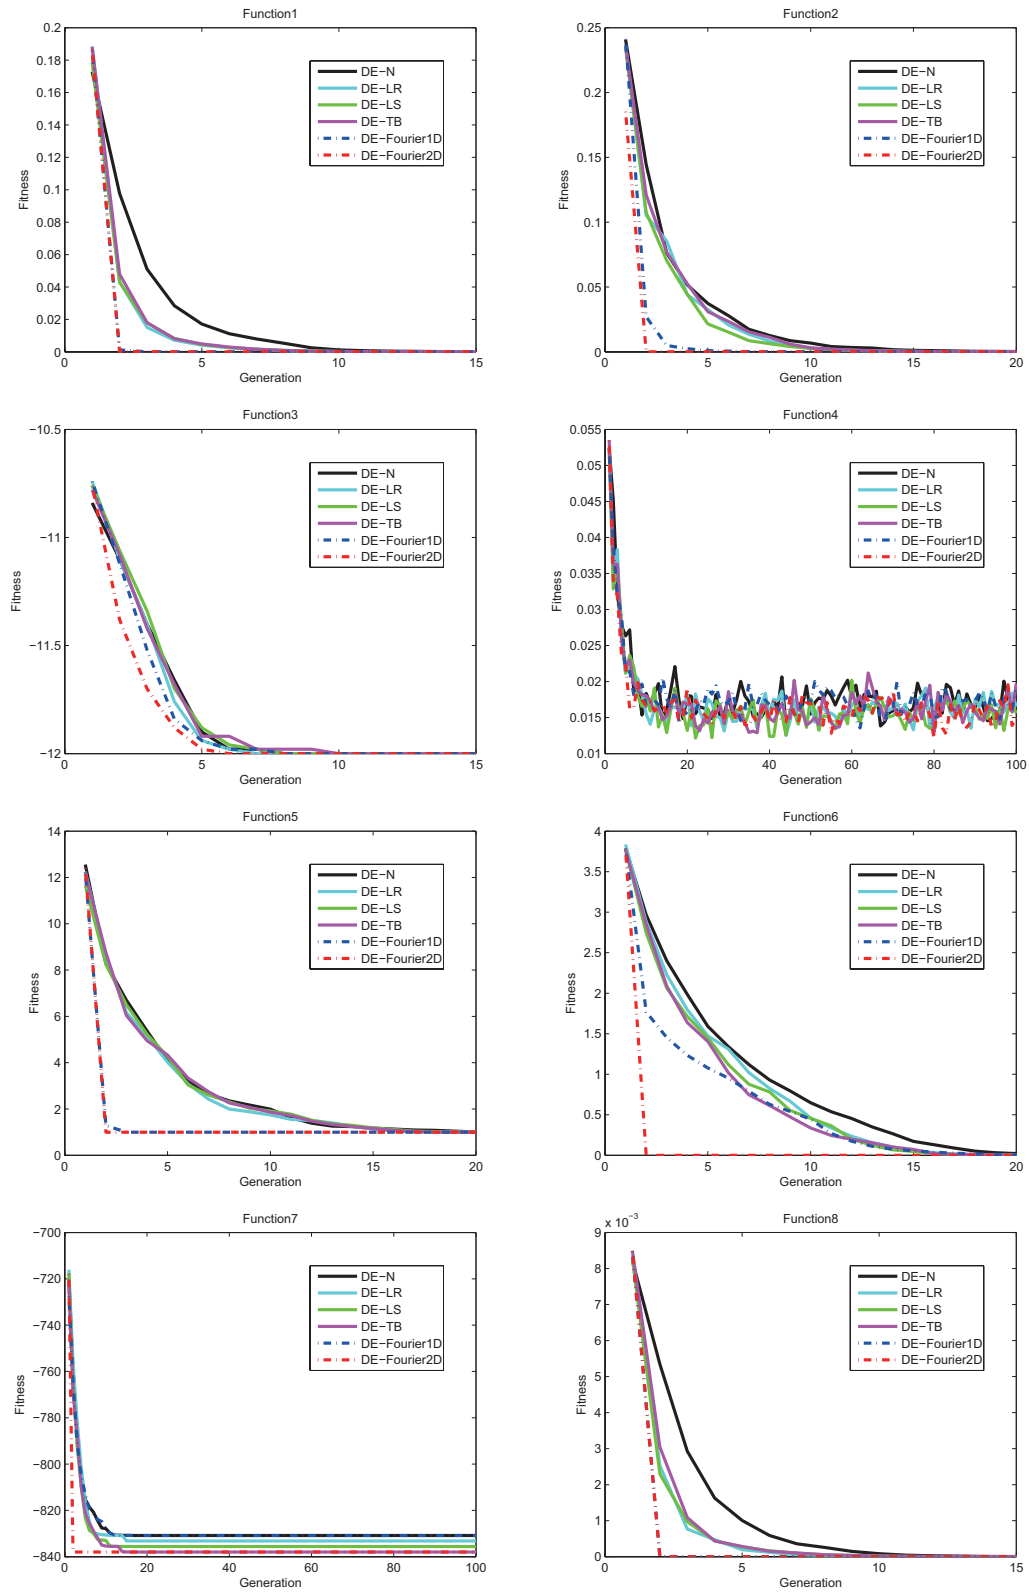 Function1
0.2
0.18
0.16
0.14
0.12
0.1
0.08
0.06
0.04
0.02
0
Fitness
DE−N
DE−LR
DE−LS
DE−TB
DE−Fourier1D
DE−Fourier2D
0 5 10 15
Generation
Function2
0.25
0.2
0.15
0.1
0.05
0
Fitness
DE−N
DE−LR
DE−LS
DE−TB
DE−Fourier1D
DE−Fourier2D
0 5 10 15 20
Generation
Function3
−10.5
−11
−11.5
−12
Fitness
DE−N
DE−LR
DE−LS
DE−TB
DE−Fourier1D
DE−Fourier2D
0 5 10 15
Generation
Function4
0.055
0.05
0.045
0.04
0.035
0.03
0.025
0.02
0.015
0.01
Fitness
DE−N
DE−LR
DE−LS
DE−TB
DE−Fourier1D
DE−Fourier2D
0 20 40 60 80 100
Generation
Function5
14
12
10
8
6
4
2
0
Fitness
DE−N
DE−LR
DE−LS
DE−TB
DE−Fourier1D
DE−Fourier2D
0 5 10 15 20
Generation
Function6
4
3.5
3
2.5
2
1.5
1
0.5
0
Fitness
DE−N
DE−LR
DE−LS
DE−TB
DE−Fourier1D
DE−Fourier2D
0 5 10 15 20
Generation
Function7
−700
−720
−740
−760
−780
−800
−820
−840
Fitness
DE−N
DE−LR
DE−LS
DE−TB
DE−Fourier1D
DE−Fourier2D
0 20 40 60 80 100
Generation
Function8
x 10−3
9
8
7
6
5
4
3
2
1
0
Fitness
DE−N
DE−LR
DE−LS
DE−TB
DE−Fourier1D
DE−Fourier2D
0 5 10 15
Generation